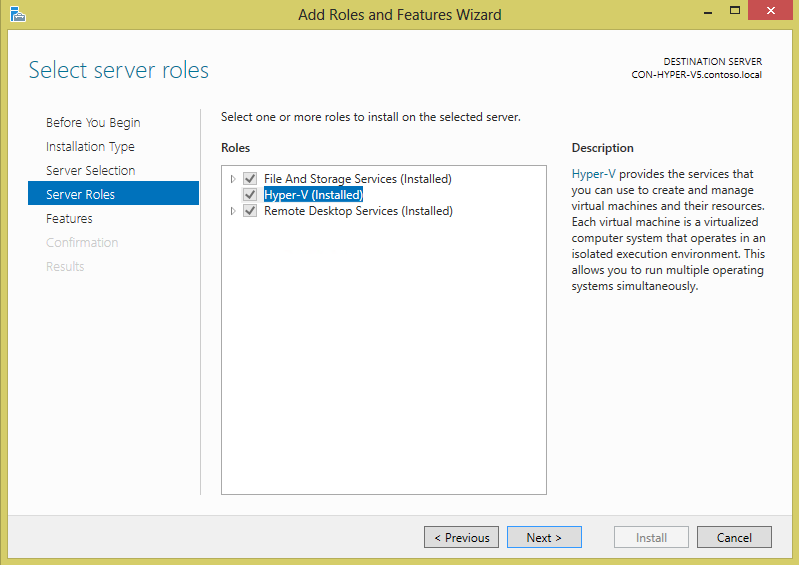 Add Roles and Features Wizard
Select server roles
DESTINATION SERVER
CON-HYPER-V5.contoso.local
Before You Begin
Installation Type
Server Selection
Server Roles
Features
Confirmation
Results
Select one or more roles to install on the selected server.
Roles
File And Storage Services (Installed)
Hyper-V (Installed)
Remote Desktop Services (Installed)
Description
Hyper-V provides the services that
you can use to create and manage
virtual machines and their resources.
Each virtual machine is a virtualized
computer system that operates in an
isolated execution environment. This
allows you to run multiple operating
systems simultaneously.
< Previous
Next >
Install
Cancel